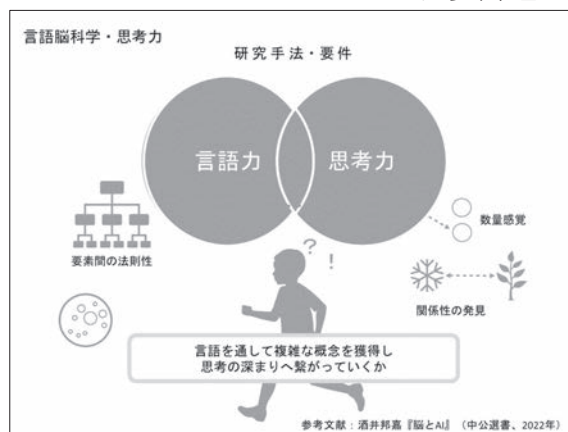 言語脳科学・思考力
研究手法・要件
言語力
思考力
数量感覚
要素間の法則性
?
!
関係性の発見
言語を通して複雑な概念を獲得し
思考の深まりへ繋がっていくか
参考文献：酒井邦嘉『脳とAI』（中公選書、2022年）